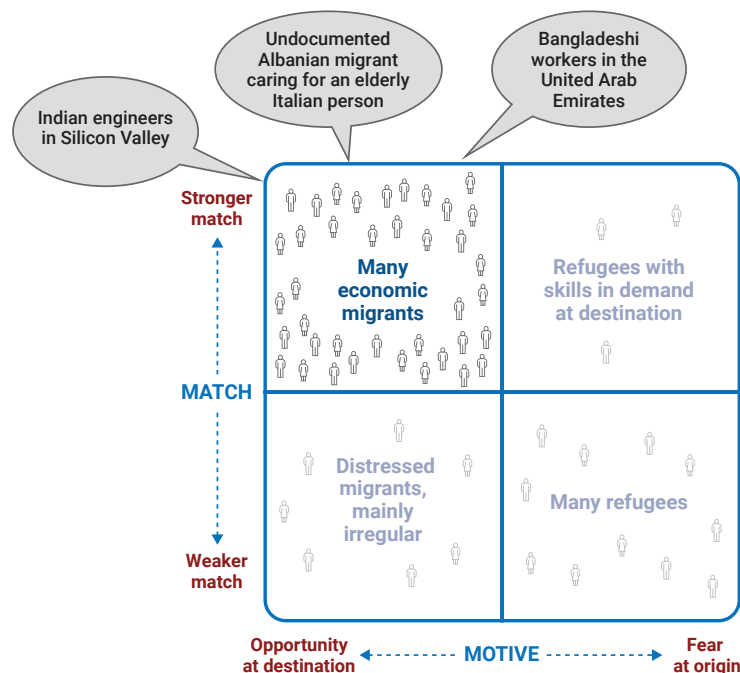 Undocumented
Albanian migrant
caring for an elderly
Italian person
Bangladeshi
workers in the
United Arab
Emirates
Indian engineers
in Silicon Valley
Stronger
match
Many
economic
migrants
Refugees with
skills in demand
at destination
MATCH
Distressed
migrants,
mainly
irregular
Many refugees
Weaker
match
Opportunity
at destination
MOTIVE
Fear
at origin